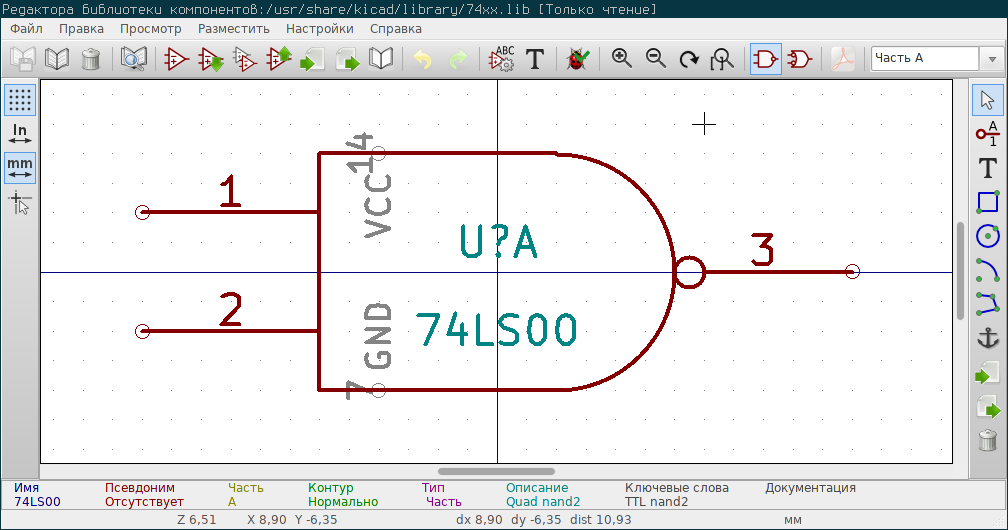 Редактора библиотеки компонентов:/usr/share/kicad/library/74xx.lib [Только чтение]
Файл Правка Просмотр Разместить Настройки Справка
ABC T Часть A
In
mm
A
1
T
14
VCC
1
U?A
3
2
GND
74LS00
7
Имя Псевдоним Часть Контур Тип Описание Ключевые слова Документация
74LS00 Отсутствует A Нормально Часть Quad nand2 TTL nand2
Z 6,51 X 8,90 Y -6,35 dx 8,90 dy -6,35 dist 10,93 мм